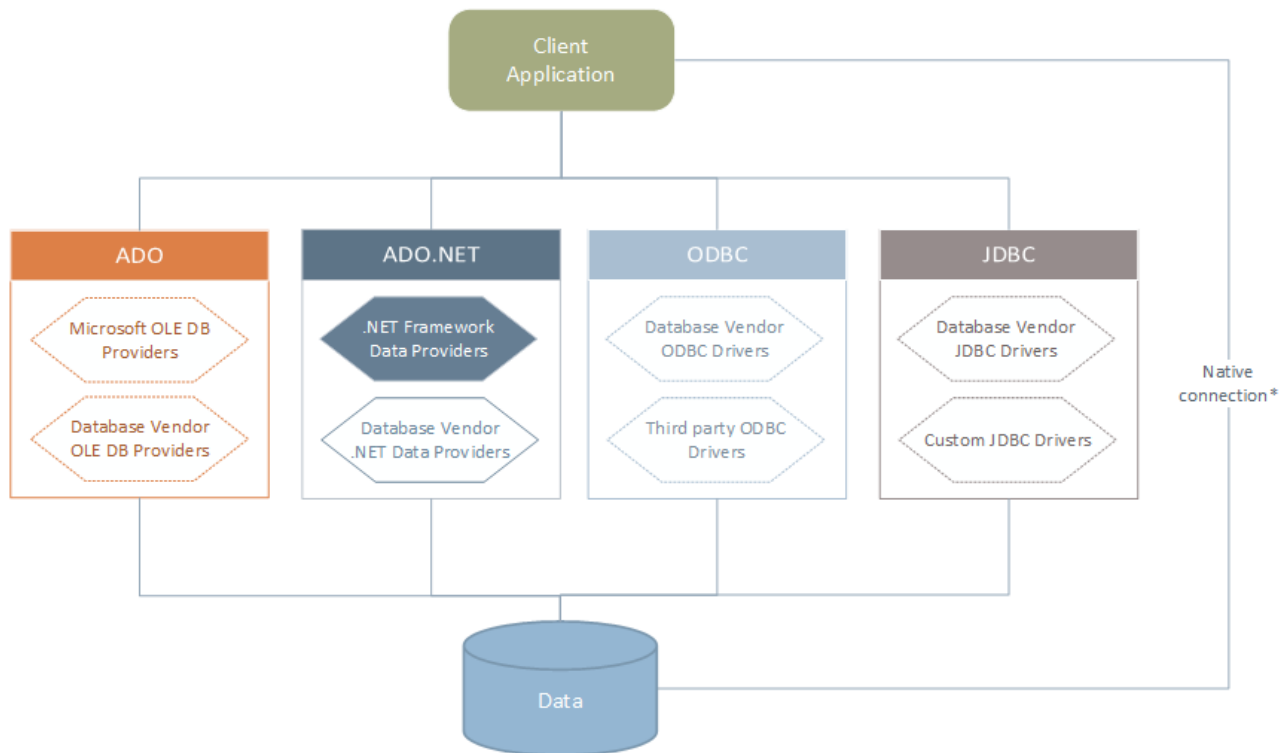 Client
Application
ADO
ADO.NET
ODBC
JDBC
Microsoft OLE DB
Providers
.NET Framework
Data Providers
Database Vendor
ODBC Drivers
Database Vendor
JDBC Drivers
Native
connection*
Database Vendor
OLE DB Providers
Database Vendor
.NET Data Providers
Third party ODBC
Drivers
Custom JDBC Drivers
Data